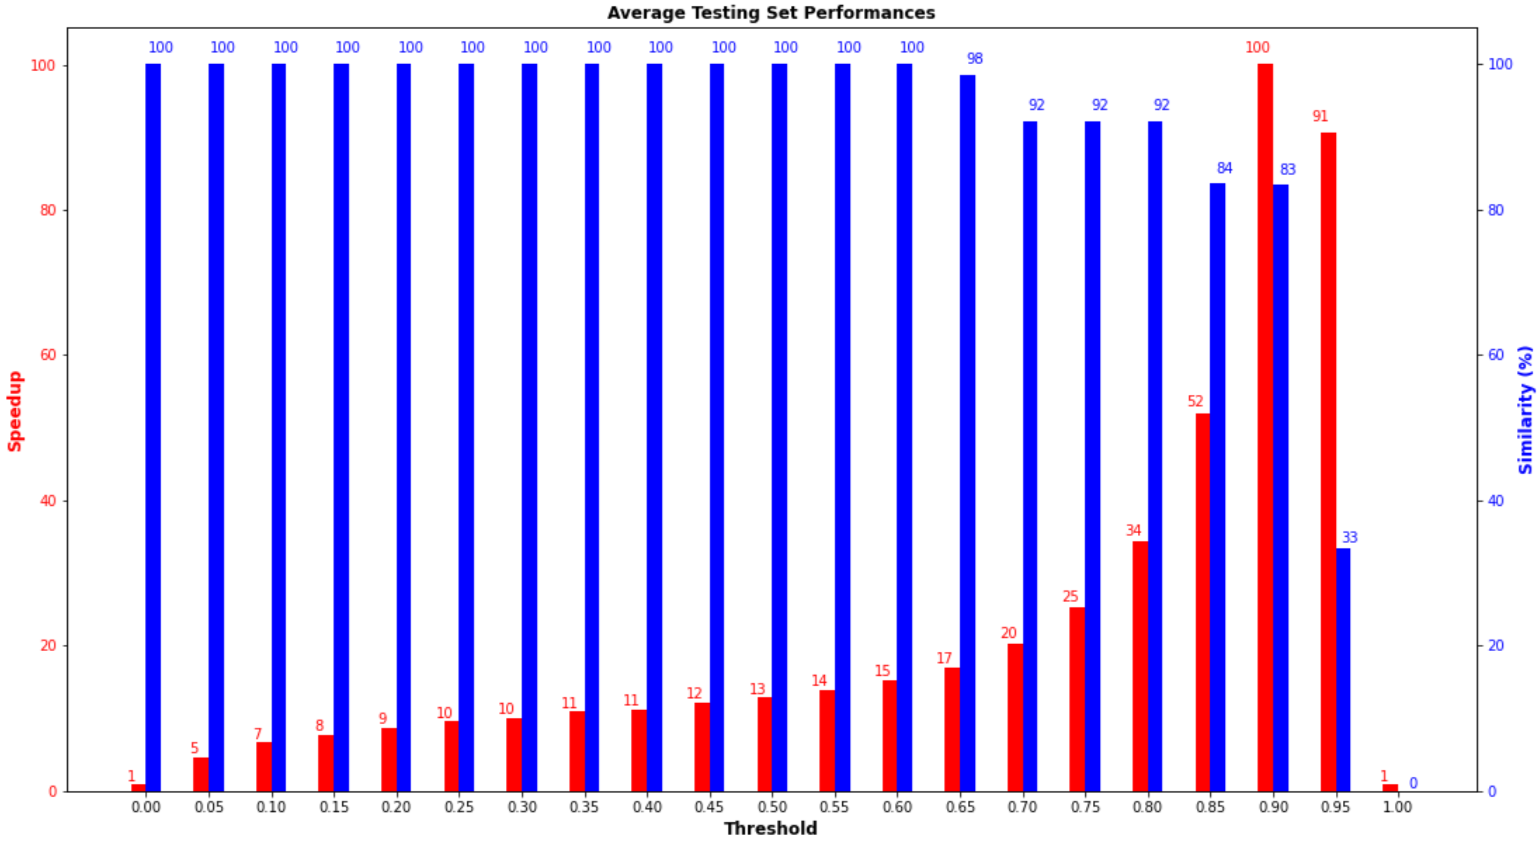 Average Testing Set Performances
100 100 100 100 100 100 100 100 100 100 100 100 100 98 92 92 92 84 83 33 0
1 5 7 8 9 10 10 11 11 12 13 14 15 17 20 25 34 52 100 91 1
Speedup
100
80
60
40
20
0
Similarity (%)
100
80
60
40
20
0
0.00 0.05 0.10 0.15 0.20 0.25 0.30 0.35 0.40 0.45 0.50 0.55 0.60 0.65 0.70 0.75 0.80 0.85 0.90 0.95 1.00
Threshold